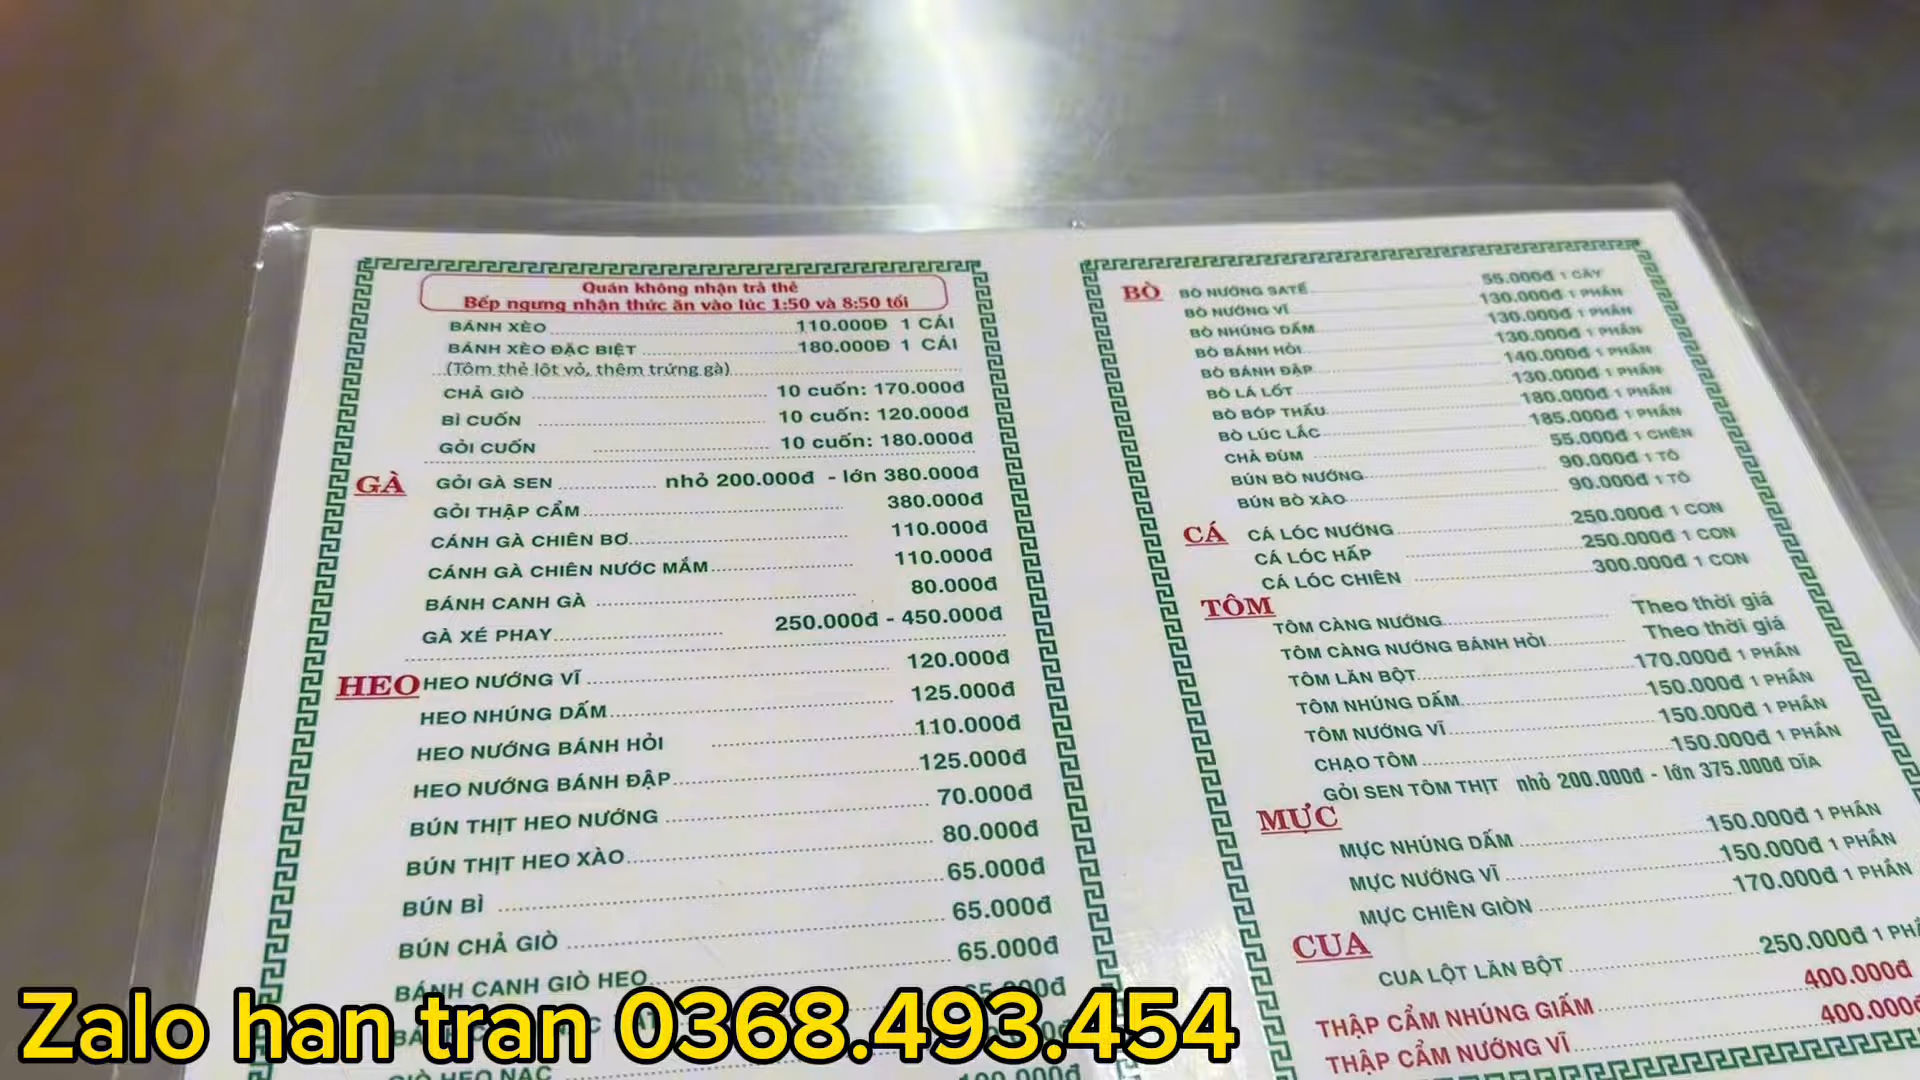 Quán không nhận trả thẻ
Bếp ngưng nhận thức ăn vào lúc 1:50 và 8:50 tối
BÁNH XÈO 110.000Đ 1 CÁI
BÁNH XÈO ĐẶC BIỆT 180.000Đ 1 CÁI
(Tôm thẻ lột vỏ, thêm trứng gà)
CHẢ GIÒ 10 cuốn: 170.000đ
BÌ CUỐN 10 cuốn: 120.000đ
GỎI CUỐN 10 cuốn: 180.000đ
GÀ GỎI GÀ SEN nhỏ 200.000đ - lớn 380.000đ
GỎI THẬP CẨM 380.000đ
CÁNH GÀ CHIÊN BƠ 110.000đ
CÁNH GÀ CHIÊN NƯỚC MẮM 110.000đ
BÁNH CANH GÀ 80.000đ
GÀ XÉ PHAY 250.000đ - 450.000đ
HEO HEO NƯỚNG VĨ 120.000đ
HEO NHÚNG DẤM 125.000đ
HEO NƯỚNG BÁNH HỎI 110.000đ
HEO NƯỚNG BÁNH ĐẬP 125.000đ
BÚN THỊT HEO NƯỚNG 70.000đ
BÚN THỊT HEO XÀO 80.000đ
BÚN BÌ 65.000đ
BÚN CHẢ GIÒ 65.000đ
BÁNH CANH GIÒ HEO 65.000đ
GIÒ HEO NẠC
BÒ BÒ NƯỚNG SATẾ 55.000đ 1 CÂY
BÒ NƯỚNG VĨ 130.000đ 1 PHẦN
BÒ NHÚNG DẤM 130.000đ 1 PHẦN
BÒ BÁNH HỎI 130.000đ 1 PHẦN
BÒ BÁNH ĐẬP 140.000đ 1 PHẦN
BÒ LÁ LỐT 130.000đ 1 PHẦN
BÒ BÓP THẤU 180.000đ 1 PHẦN
BÒ LÚC LẮC 185.000đ 1 PHẦN
CHẢ ĐÙM 55.000đ 1 CHÉN
BÚN BÒ NƯỚNG 90.000đ 1 TÔ
BÚN BÒ XÀO 90.000đ 1 TÔ
CÁ CÁ LÓC NƯỚNG 250.000đ 1 CON
CÁ LÓC HẤP 250.000đ 1 CON
CÁ LÓC CHIÊN 300.000đ 1 CON
TÔM TÔM CÀNG NƯỚNG Theo thời giá
TÔM CÀNG NƯỚNG BÁNH HỎI Theo thời giá
TÔM LĂN BỘT 170.000đ 1 PHẦN
TÔM NHÚNG DẤM 150.000đ 1 PHẦN
TÔM NƯỚNG VĨ 150.000đ 1 PHẦN
CHẠO TÔM 150.000đ 1 PHẦN
GỎI SEN TÔM THỊT nhỏ 200.000đ - lớn 375.000đ DĨA
MỰC
MỰC NHÚNG DẤM 150.000đ 1 PHẦN
MỰC NƯỚNG VĨ 150.000đ 1 PHẦN
MỰC CHIÊN GIÒN 170.000đ 1 PHẦN
CUA
CUA LỘT LĂN BỘT 250.000đ 1
THẬP CẨM NHÚNG GIẤM 400.000đ
THẬP CẨM NƯỚNG VĨ 400.000đ
Zalo han tran 0368.493.454